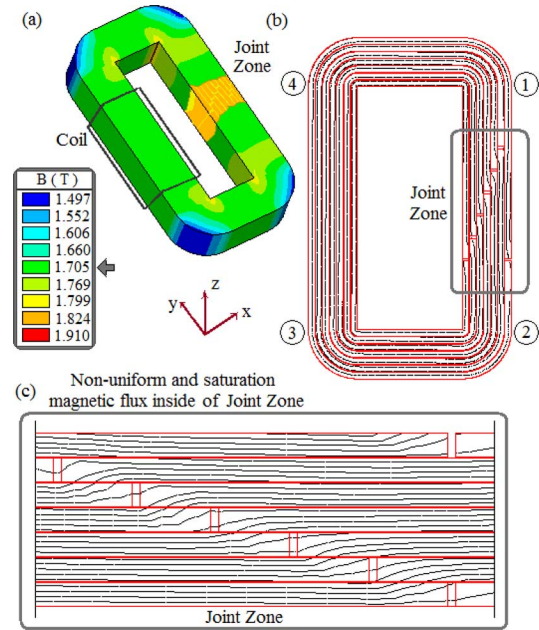 (a)
Joint
Zone
Coil
B ( T )
1.497
1.552
1.606
1.660
1.705
1.769
1.799
1.824
1.910
z
y
x
(b)
4
1
Joint
Zone
3
2
(c)
Non-uniform and saturation
magnetic flux inside of Joint Zone
Joint Zone